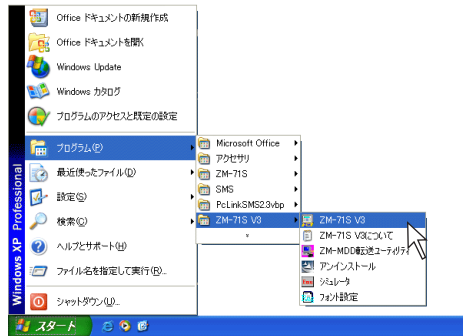 Office ドキュメントの新規作成
Office ドキュメントを開く
Windows Update
Windows カタログ
プログラムのアクセスと既定の設定
プログラム(P)
最近使ったファイル(D)
設定(S)
検索(C)
ヘルプとサポート(H)
ファイル名を指定して実行(R)...
シャットダウン(U)...
Windows XP Professional
Microsoft Office
アクセサリ
ZM-71S
SMS
PcLinkSMS2.3vbp
ZM-71S V3
ZM-71S V3
ZM-71S V3について
ZM-MDD転送ユーティリティ
アンインストール
シミュレータ
フォント設定
スタート